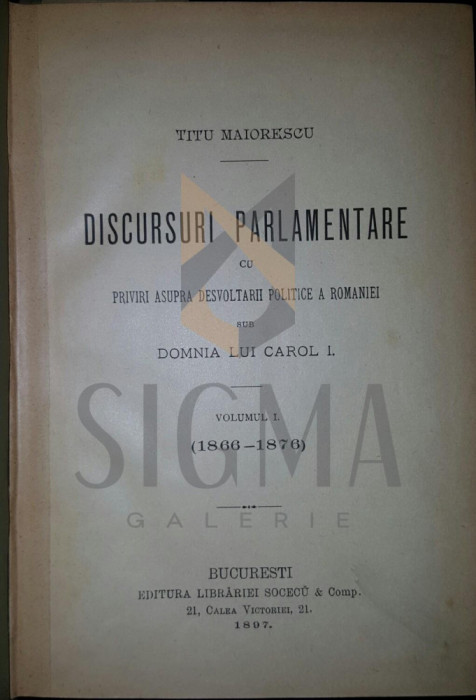 TITU MAIORESCU
DISCURSURI PARLAMENTARE
CU
PRIVIRI ASUPRA DESVOLTARII POLITICE A ROMANIEI
SUB
DOMNIA LUI CAROL I.
VOLUMUL I.
(1866–1876)
SIGMA
GALERIE
BUCURESTI
EDITURA LIBRĂRIEI SOCECŬ & Comp.
21, CALEA VICTORIEI, 21.
1897.